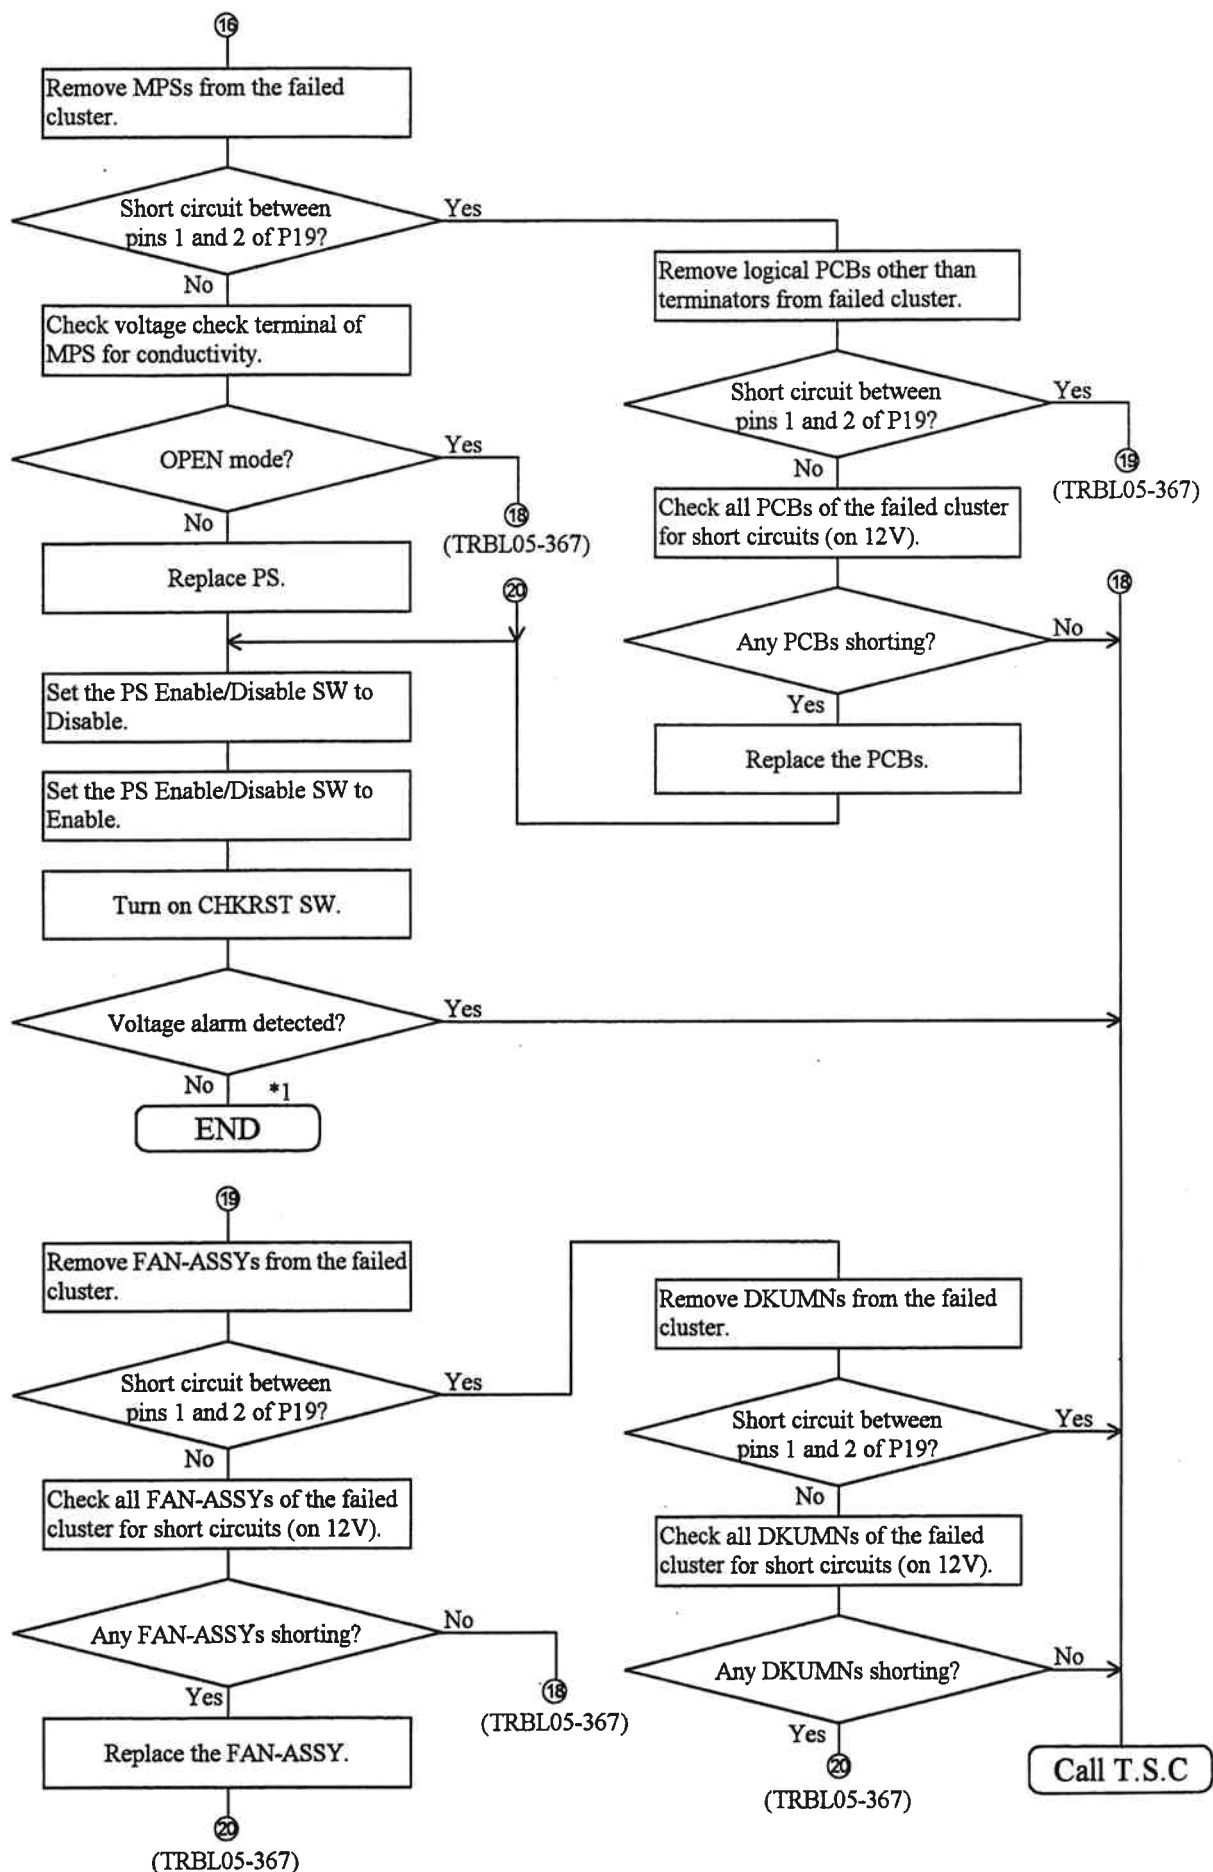 16
Remove MPSs from the failed
cluster.
Short circuit between
pins 1 and 2 of P19?
Yes
No
Check voltage check terminal of
MPS for conductivity.
OPEN mode?
Yes
18
(TRBL05-367)
No
Replace PS.
20
Set the PS Enable/Disable SW to
Disable.
Set the PS Enable/Disable SW to
Enable.
Turn on CHKRST SW.
Voltage alarm detected?
Yes
No
*1
END
Remove logical PCBs other than
terminators from failed cluster.
Short circuit between
pins 1 and 2 of P19?
Yes
19
(TRBL05-367)
No
Check all PCBs of the failed cluster
for short circuits (on 12V).
18
Any PCBs shorting?
No
Yes
Replace the PCBs.
19
Remove FAN-ASSYs from the failed
cluster.
Short circuit between
pins 1 and 2 of P19?
Yes
No
Check all FAN-ASSYs of the failed
cluster for short circuits (on 12V).
Any FAN-ASSYs shorting?
No
18
(TRBL05-367)
Yes
Replace the FAN-ASSY.
20
(TRBL05-367)
Remove DKUMNs from the failed
cluster.
Short circuit between
pins 1 and 2 of P19?
Yes
No
Check all DKUMNs of the failed
cluster for short circuits (on 12V).
Any DKUMNs shorting?
No
Yes
20
(TRBL05-367)
Call T.S.C